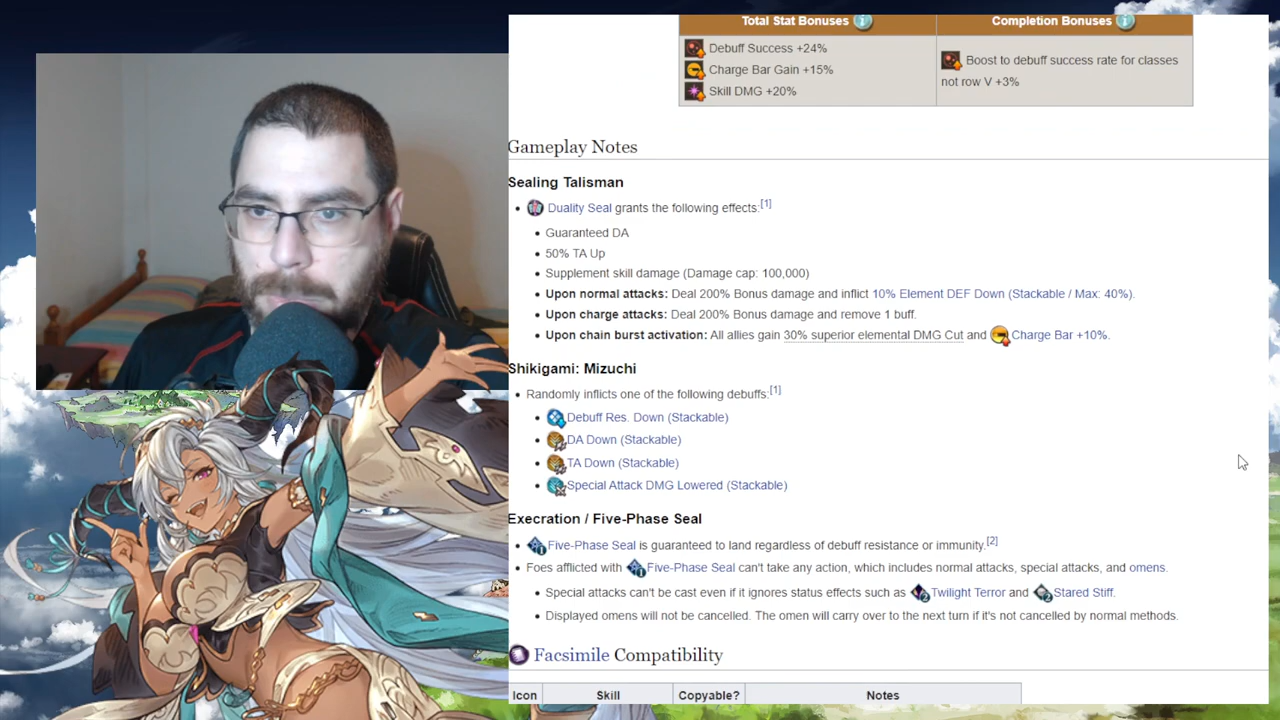 Total Stat Bonuses
Completion Bonuses
Debuff Success +24%
Charge Bar Gain +15%
Skill DMG +20%
Boost to debuff success rate for classes
not row V +3%
Gameplay Notes
Sealing Talisman
Duality Seal grants the following effects:[1]
Guaranteed DA
50% TA Up
Supplement skill damage (Damage cap: 100,000)
Upon normal attacks: Deal 200% Bonus damage and inflict 10% Element DEF Down (Stackable / Max: 40%).
Upon charge attacks: Deal 200% Bonus damage and remove 1 buff.
Upon chain burst activation: All allies gain 30% superior elemental DMG Cut and Charge Bar +10%.
Shikigami: Mizuchi
Randomly inflicts one of the following debuffs:[1]
Debuff Res. Down (Stackable)
DA Down (Stackable)
TA Down (Stackable)
Special Attack DMG Lowered (Stackable)
Execration / Five-Phase Seal
Five-Phase Seal is guaranteed to land regardless of debuff resistance or immunity.[2]
Foes afflicted with Five-Phase Seal can't take any action, which includes normal attacks, special attacks, and omens.
Special attacks can't be cast even if it ignores status effects such as Twilight Terror and Stared Stiff.
Displayed omens will not be cancelled. The omen will carry over to the next turn if it's not cancelled by normal methods.
Facsimile Compatibility
Icon Skill Copyable? Notes